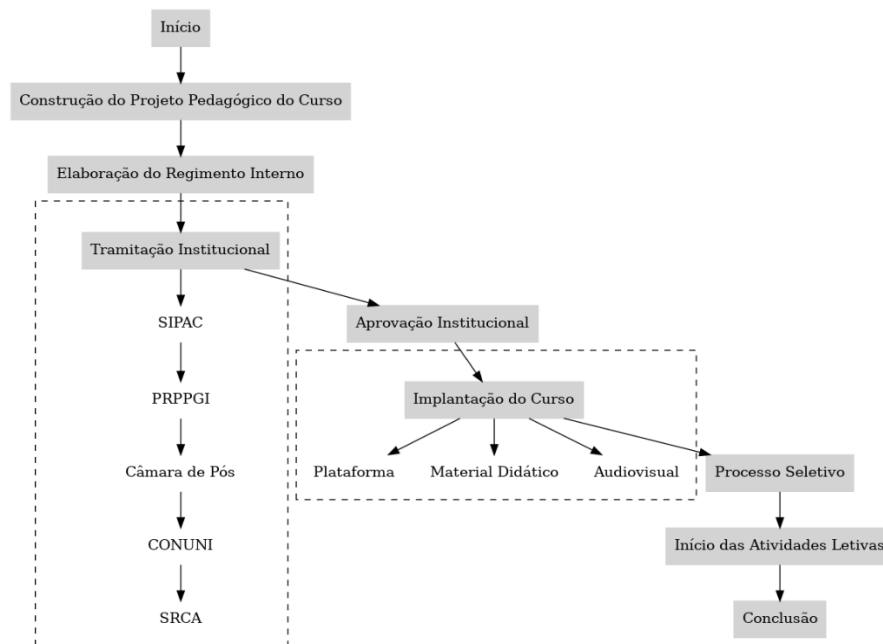 Início
Construção do Projeto Pedagógico do Curso
Elaboração do Regimento Interno
Tramitação Institucional
SIPAC
Aprovação Institucional
PRPPGI
Implantação do Curso
Câmara de Pós
Plataforma
Material Didático
Audiovisual
Processo Seletivo
CONUNI
Início das Atividades Letivas
SRCA
Conclusão